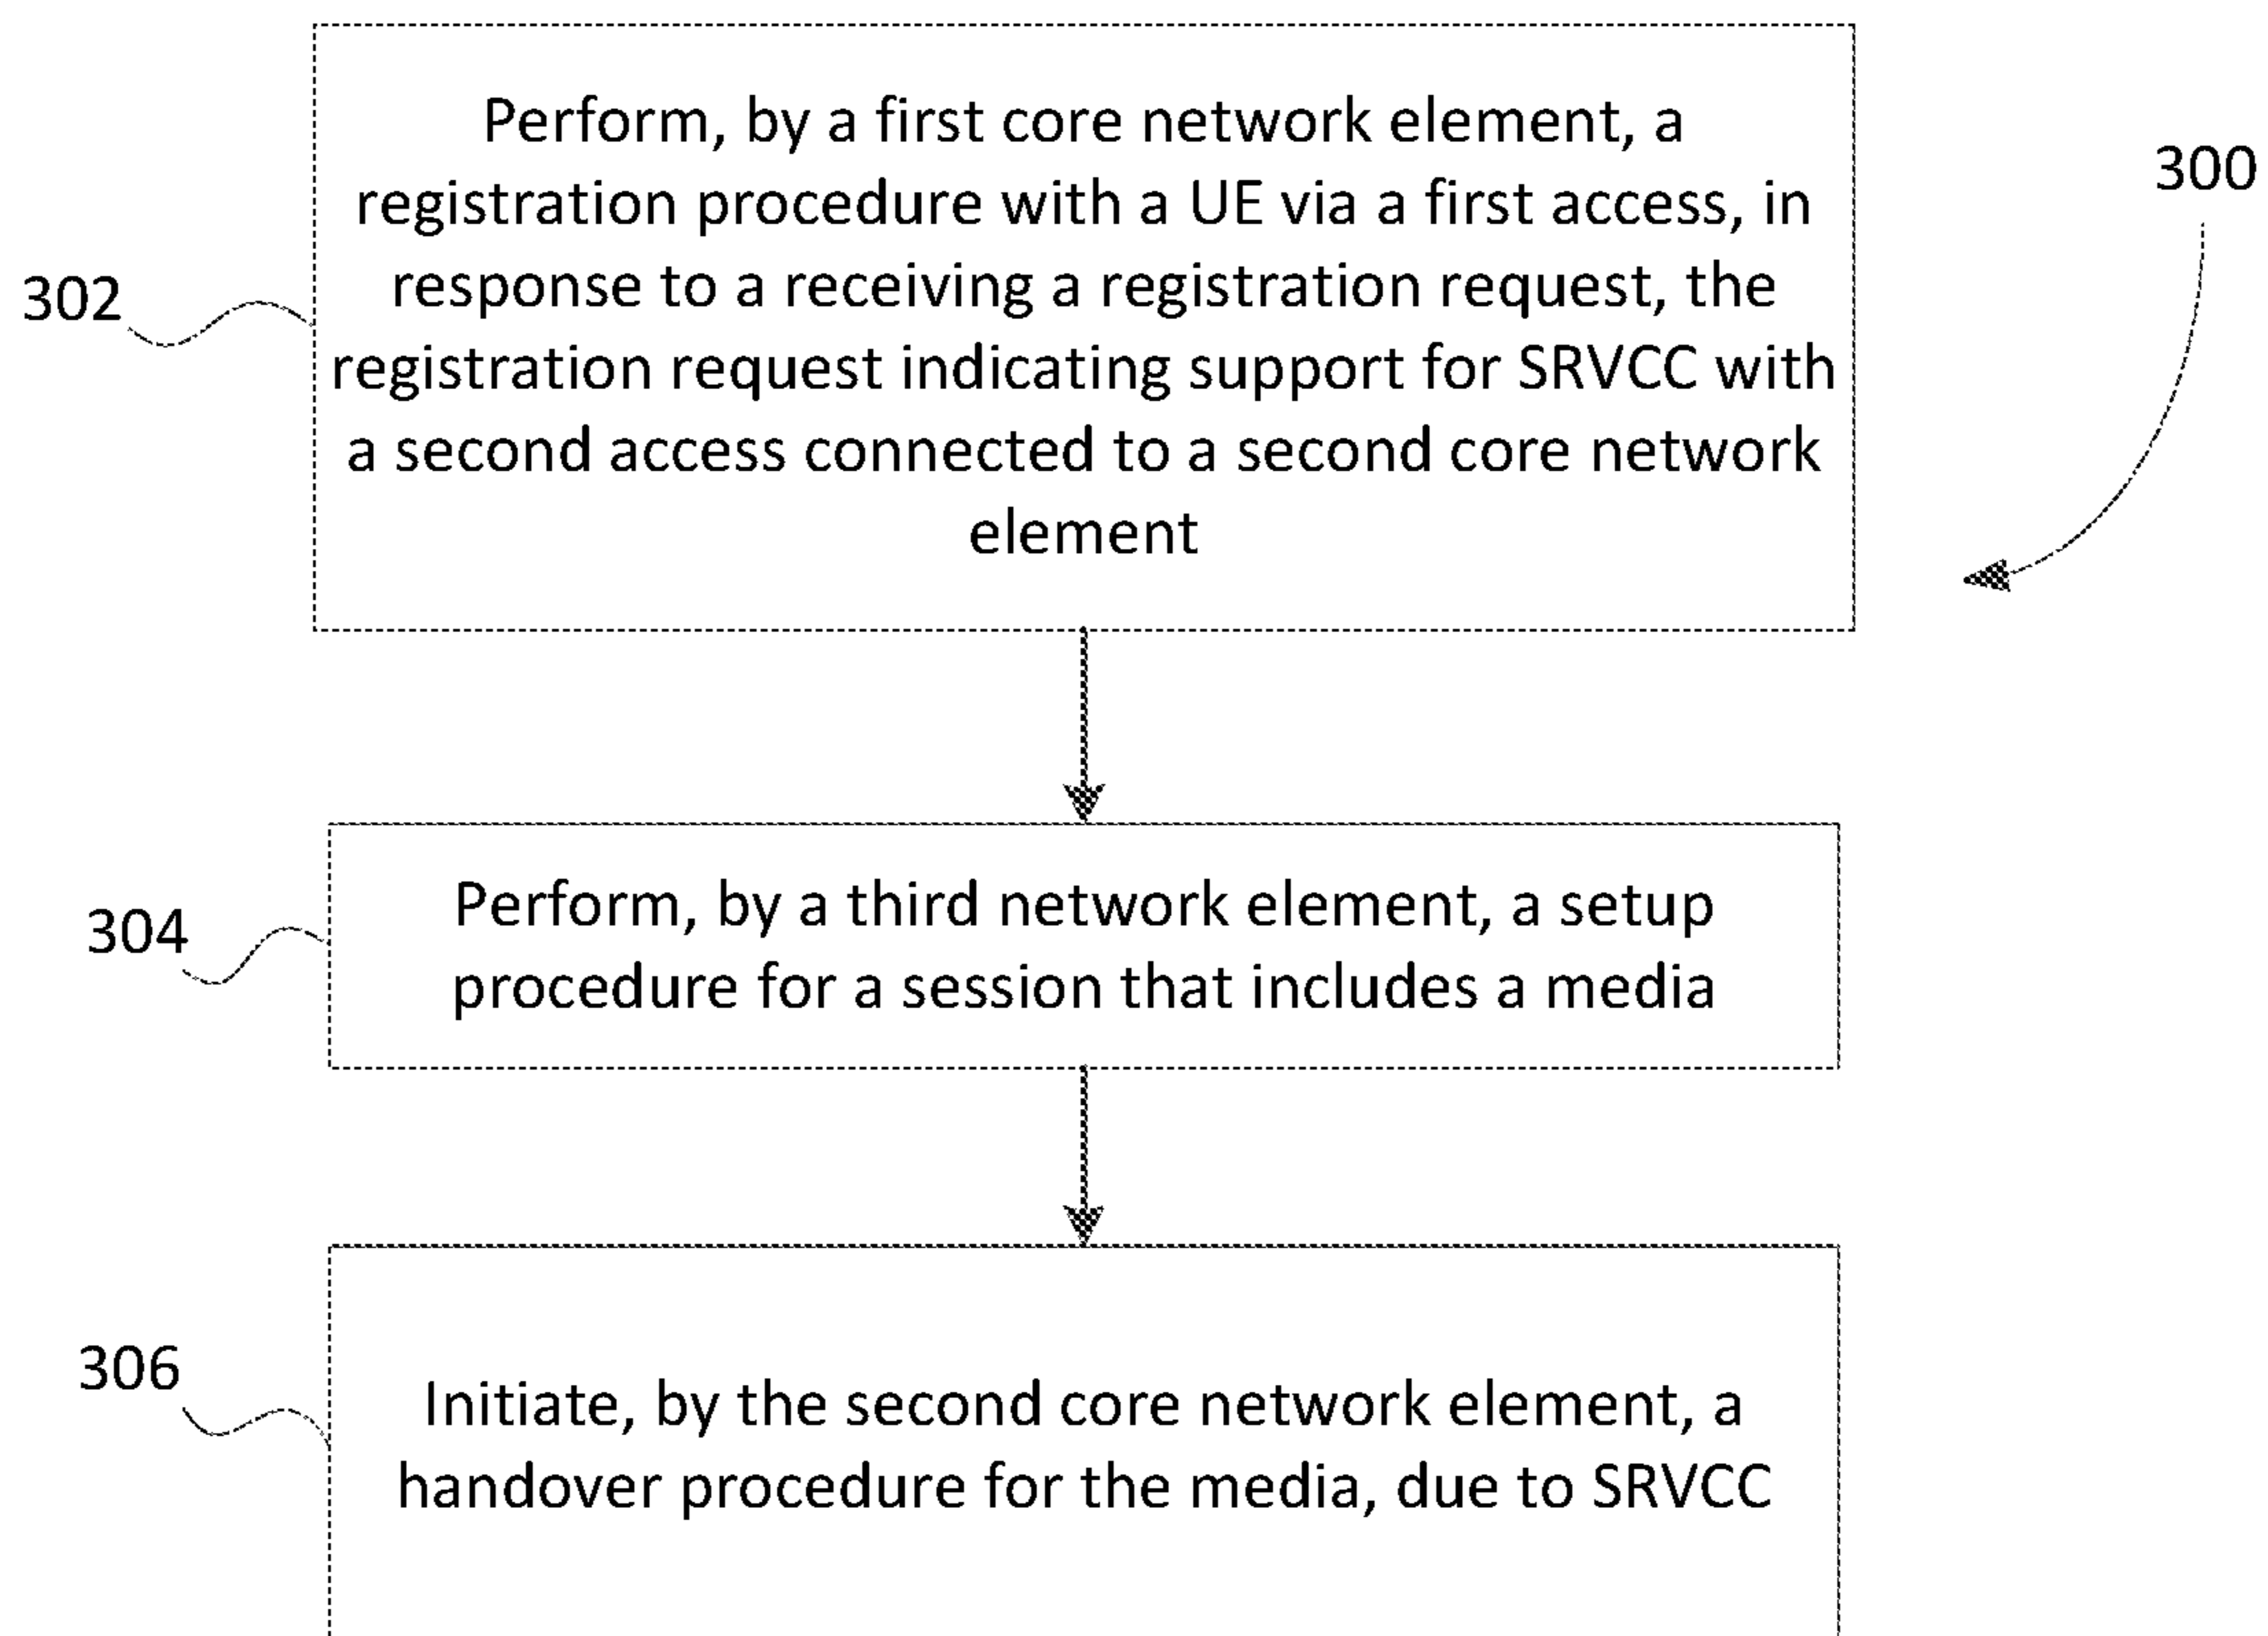 Perform, by a first core network element, a
registration procedure with a UE via a first access, in
response to a receiving a registration request, the
registration request indicating support for SRVCC with
a second access connected to a second core network
element
300
302
Perform, by a third network element, a setup
procedure for a session that includes a media
304
Initiate, by the second core network element, a
handover procedure for the media, due to SRVCC
306